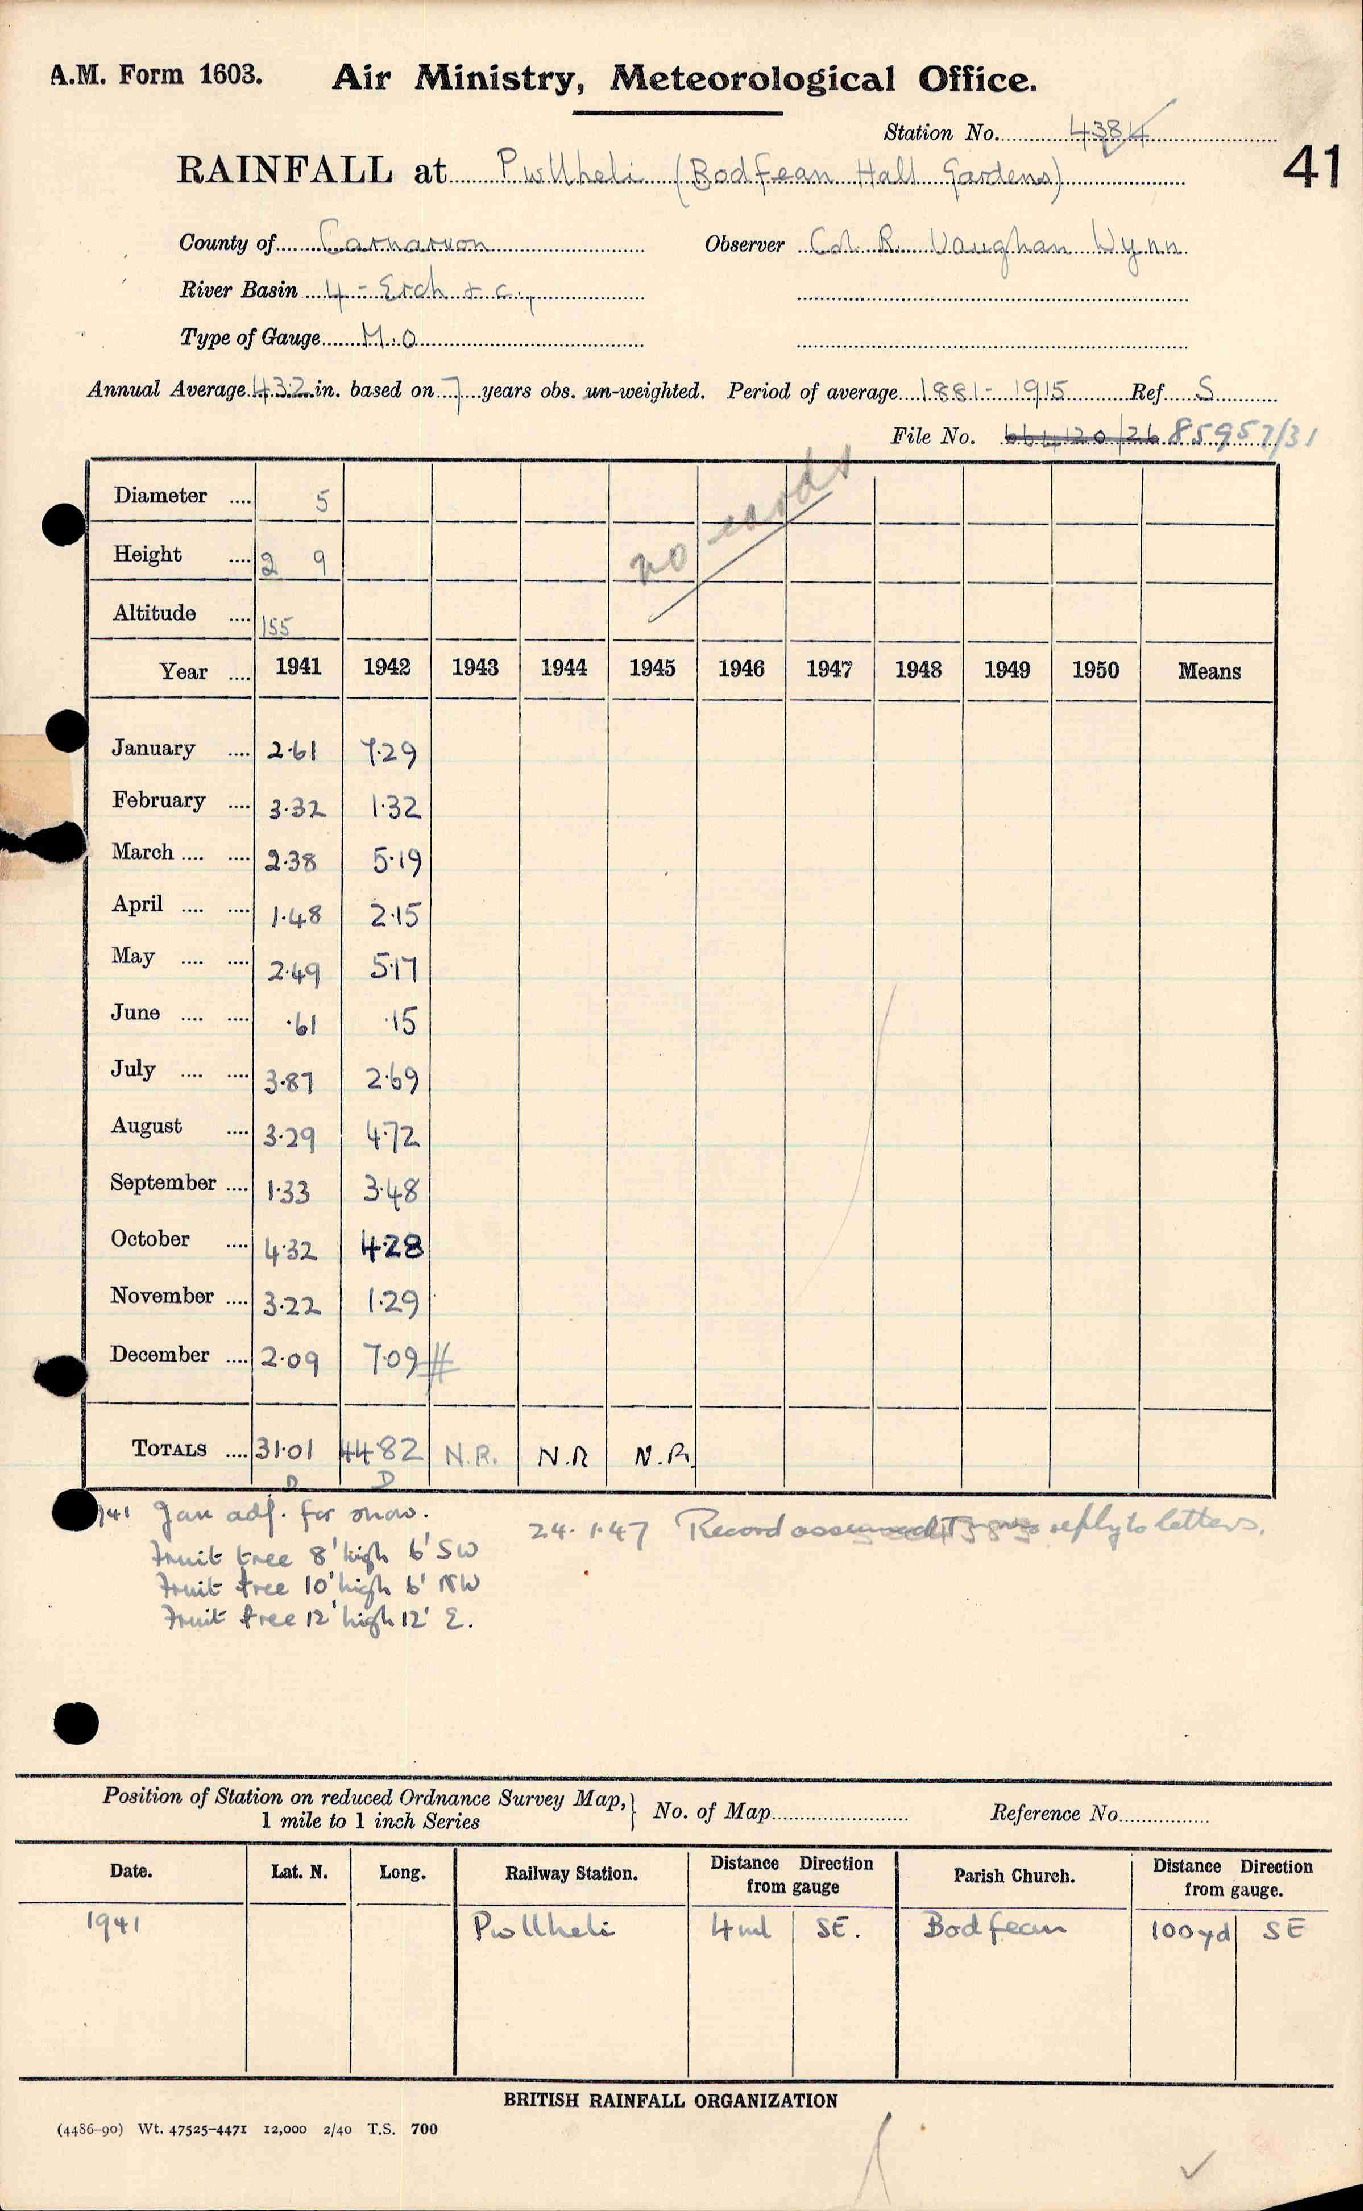 A.M. Form 1603. Air Ministry, Meteorological Office.
Station No. 4384
41
RAINFALL at Pwllheli (Bodfean Hall Gardens)
County of Carnarvon Observer Col. R. Vaughan Wynn
River Basin 4 - Erch + c.,
Type of Gauge M.O
Annual Average 43.2 in. based on 7 years obs. un-weighted. Period of average 1881 - 1915 Ref S
File No. 664120/26 85957/31
no cards
Diameter .... 5
Height .... 2 9
Altitude .... 155
Year .... 1941 1942 1943 1944 1945 1946 1947 1948 1949 1950 Means
January .... 2.61 7.29
February .... 3.32 1.32
March .... .... 2.38 5.19
April .... .... 1.48 2.15
May .... .... 2.49 5.17
June .... .... .61 .15
July .... .... 3.87 2.69
August .... 3.29 4.72
September .... 1.33 3.48
October .... 4.32 4.28
November .... 3.22 1.29
December .... 2.09 7.09 #
TOTALS .... 31.01 44.82 N.R. N.R N.R.
D D
1941 Jan adj. for snow.
24.1.47 Record reply to letters.
Fruit tree 8' high 6' SW
Fruit tree 10' high 6' NW
Fruit tree 12' high 12' E.
Position of Station on reduced Ordnance Survey Map, } No. of Map Reference No.
1 mile to 1 inch Series
Date. Lat. N. Long. Railway Station. Distance Direction from gauge Parish Church. Distance Direction from gauge.
1941 Pwllheli 4ml SE. Bodfean 100yd SE
BRITISH RAINFALL ORGANIZATION
(4486-90) Wt. 47525-4471 12,000 2/40 T.S. 700